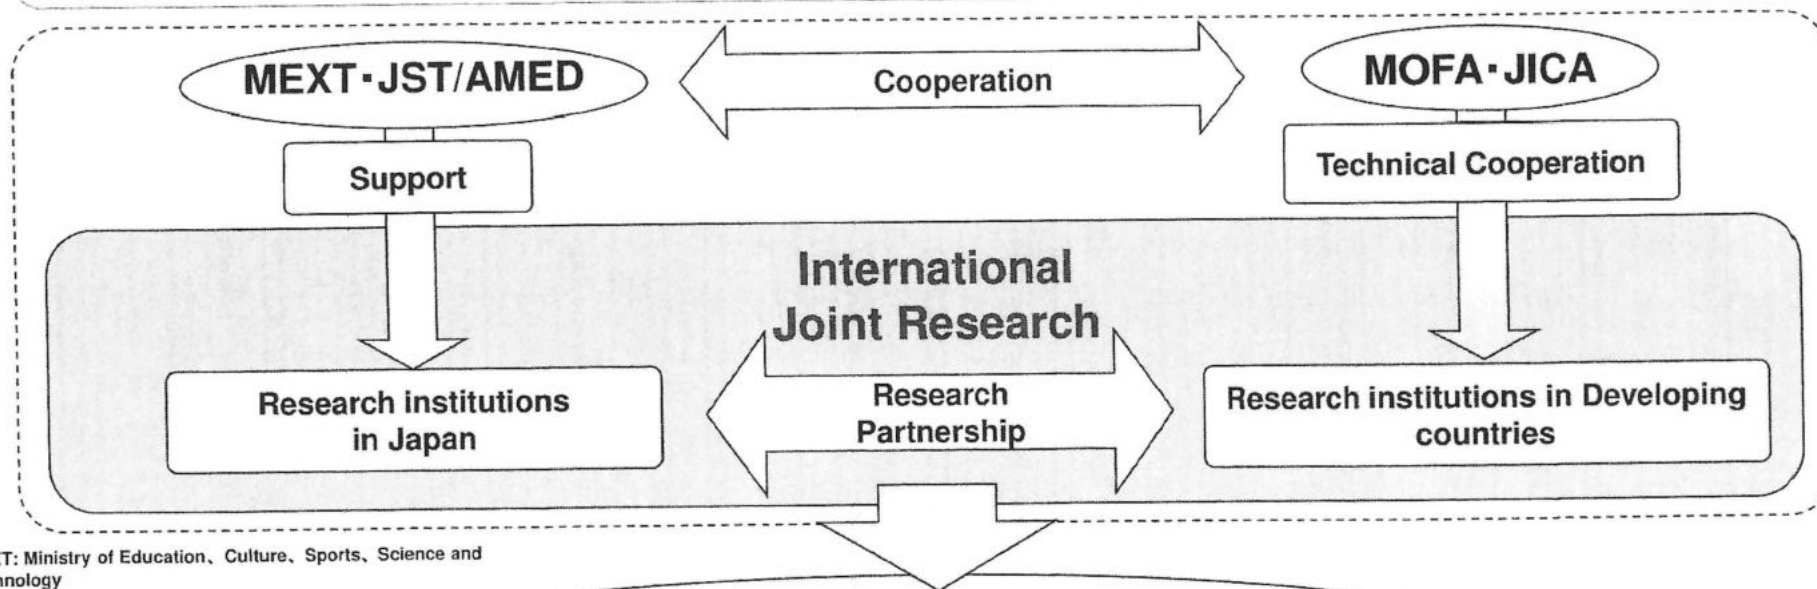 MEXT・JST/AMED
Cooperation
MOFA・JICA
Support
Technical Cooperation
International
Joint Research
Research institutions
in Japan
Research
Partnership
Research institutions in Developing
countries
T: Ministry of Education、Culture、Sports、Science and
hnology